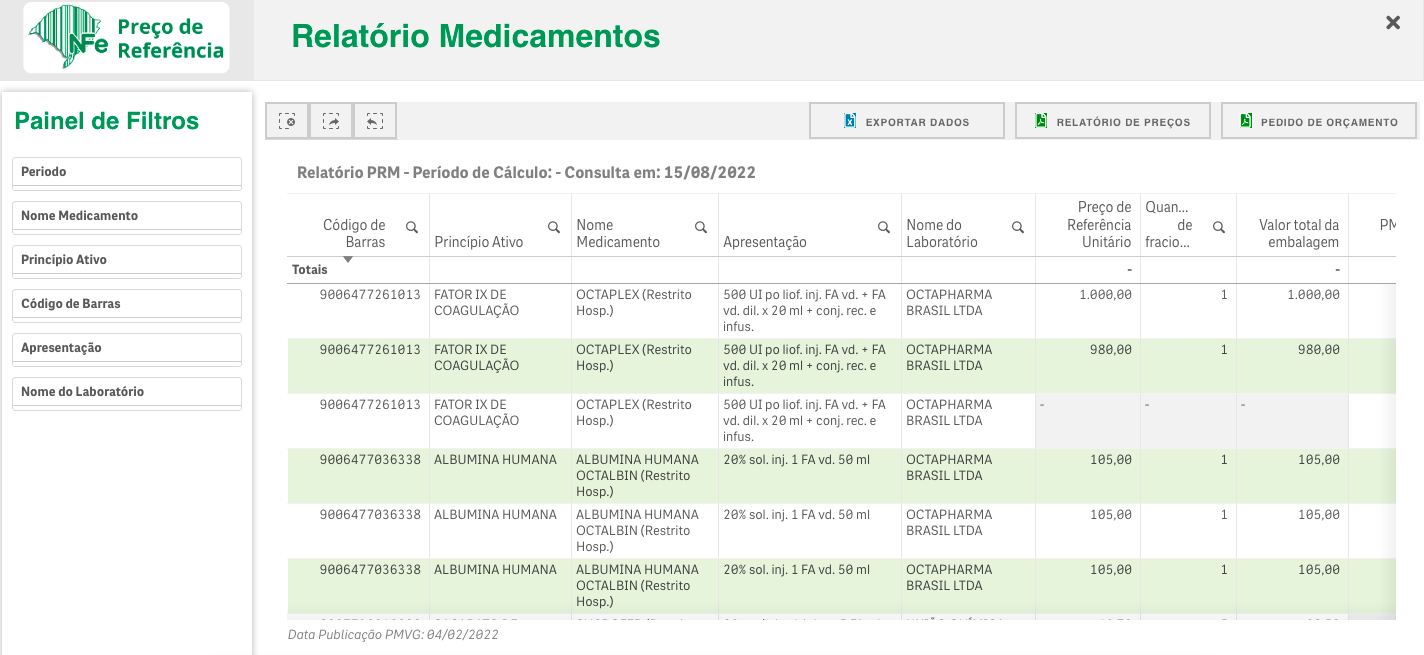 NFe
Preço de
Referência
Relatório Medicamentos
Painel de Filtros
Periodo
Nome Medicamento
Princípio Ativo
Código de Barras
Apresentação
Nome do Laboratório
EXPORTAR DADOS
RELATÓRIO DE PREÇOS
PEDIDO DE ORÇAMENTO
Relatório PRM - Período de Cálculo: - Consulta em: 15/08/2022
Código de Barras Princípio Ativo Nome Medicamento Apresentação Nome do Laboratório Preço de Referência Unitário Quan... de fracio... Valor total da embalagem
Totais - -
9006477261013 FATOR IX DE COAGULAÇÃO OCTAPLEX (Restrito Hosp.) 500 UI po liof. inj. FA vd. + FA vd. dil. x 20 ml + conj. rec. e infus. OCTAPHARMA BRASIL LTDA 1.000,00 1 1.000,00
9006477261013 FATOR IX DE COAGULAÇÃO OCTAPLEX (Restrito Hosp.) 500 UI po liof. inj. FA vd. + FA vd. dil. x 20 ml + conj. rec. e infus. OCTAPHARMA BRASIL LTDA 980,00 1 980,00
9006477261013 FATOR IX DE COAGULAÇÃO OCTAPLEX (Restrito Hosp.) 500 UI po liof. inj. FA vd. + FA vd. dil. x 20 ml + conj. rec. e infus. OCTAPHARMA BRASIL LTDA - - -
9006477036338 ALBUMINA HUMANA ALBUMINA HUMANA OCTALBIN (Restrito Hosp.) 20% sol. inj. 1 FA vd. 50 ml OCTAPHARMA BRASIL LTDA 105,00 1 105,00
9006477036338 ALBUMINA HUMANA ALBUMINA HUMANA OCTALBIN (Restrito Hosp.) 20% sol. inj. 1 FA vd. 50 ml OCTAPHARMA BRASIL LTDA 105,00 1 105,00
9006477036338 ALBUMINA HUMANA ALBUMINA HUMANA OCTALBIN (Restrito Hosp.) 20% sol. inj. 1 FA vd. 50 ml OCTAPHARMA BRASIL LTDA 105,00 1 105,00
Data Publicação PMVG: 04/02/2022